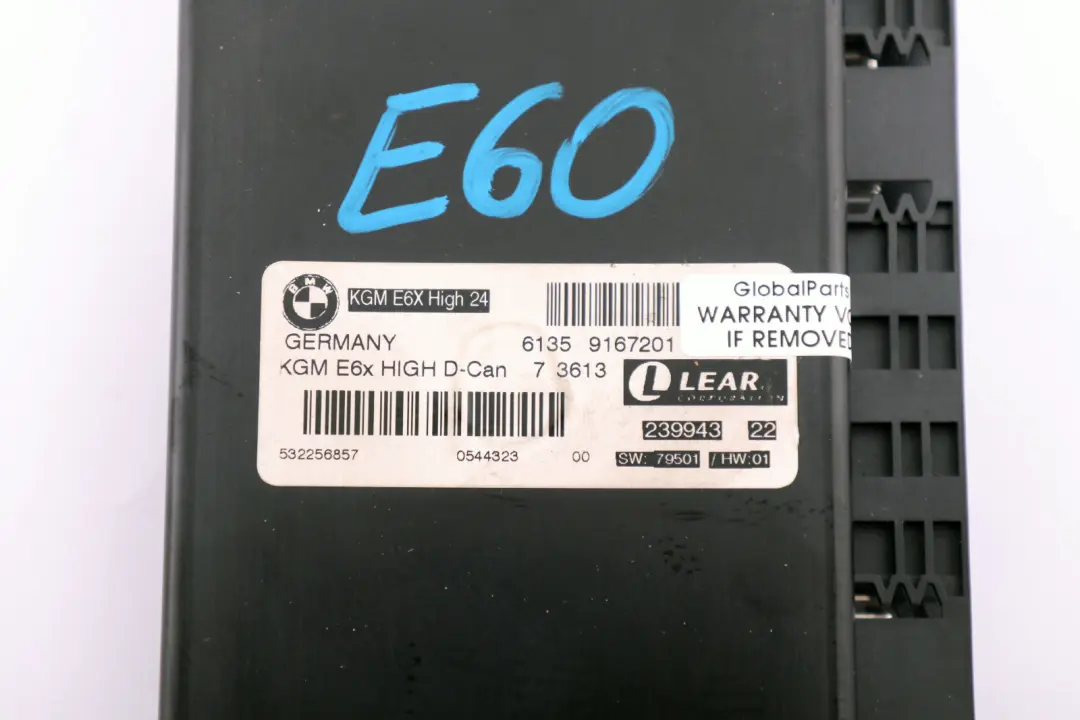 E60
BMW
KGM E6X High 24
GERMANY
6135 9167201
KGM E6x HIGH D-Can 7 3613
LEAR
CORPORATION
239943 22
532256857 0544323 00
SW: 79501 / HW:01
GlobalParts
WARRANTY VO
IF REMOVED